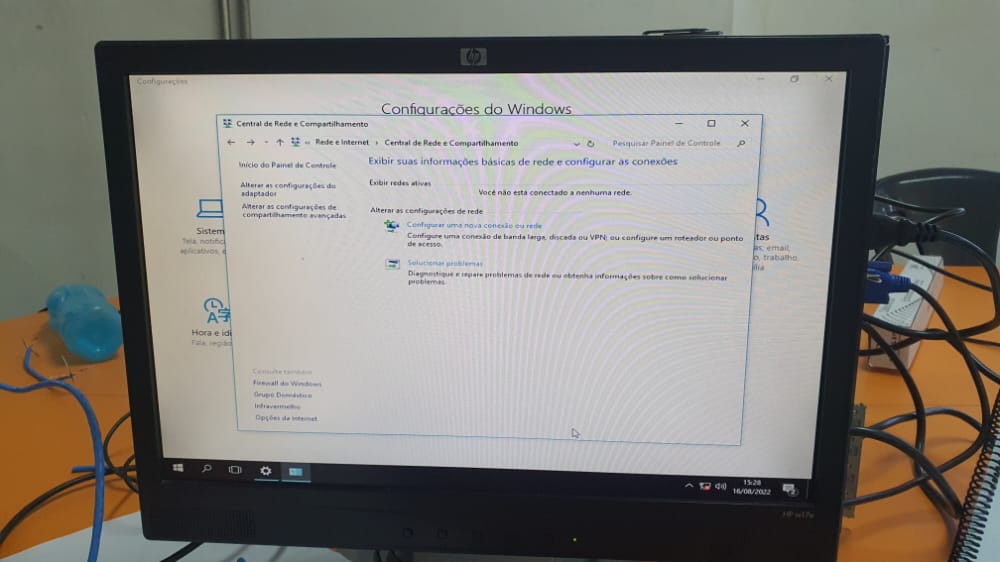 hp
Configurações
Configurações do Windows
Central de Rede e Compartilhamento
« Rede e Internet › Central de Rede e Compartilhamento
Pesquisar Painel de Controle
Início do Painel de Controle
Alterar as configurações do
adaptador
Alterar as configurações de
compartilhamento avançadas
Exibir suas informações básicas de rede e configurar as conexões
Exibir redes ativas
Você não está conectado a nenhuma rede.
Alterar as configurações de rede
Configurar uma nova conexão ou rede
Configure uma conexão de banda larga, discada ou VPN; ou configure um roteador ou ponto
de acesso.
Solucionar problemas
Diagnostique e repare problemas de rede ou obtenha informações sobre como solucionar
problemas.
Sistem
Tela, notific
aplicativos, e
tas
as, email,
o, trabalho,
ília
Hora e idi
Fala, região
Consulte também
Firewall do Windows
Grupo Doméstico
Infravermelho
Opções da Internet
15:28
16/08/2022
HP w17e